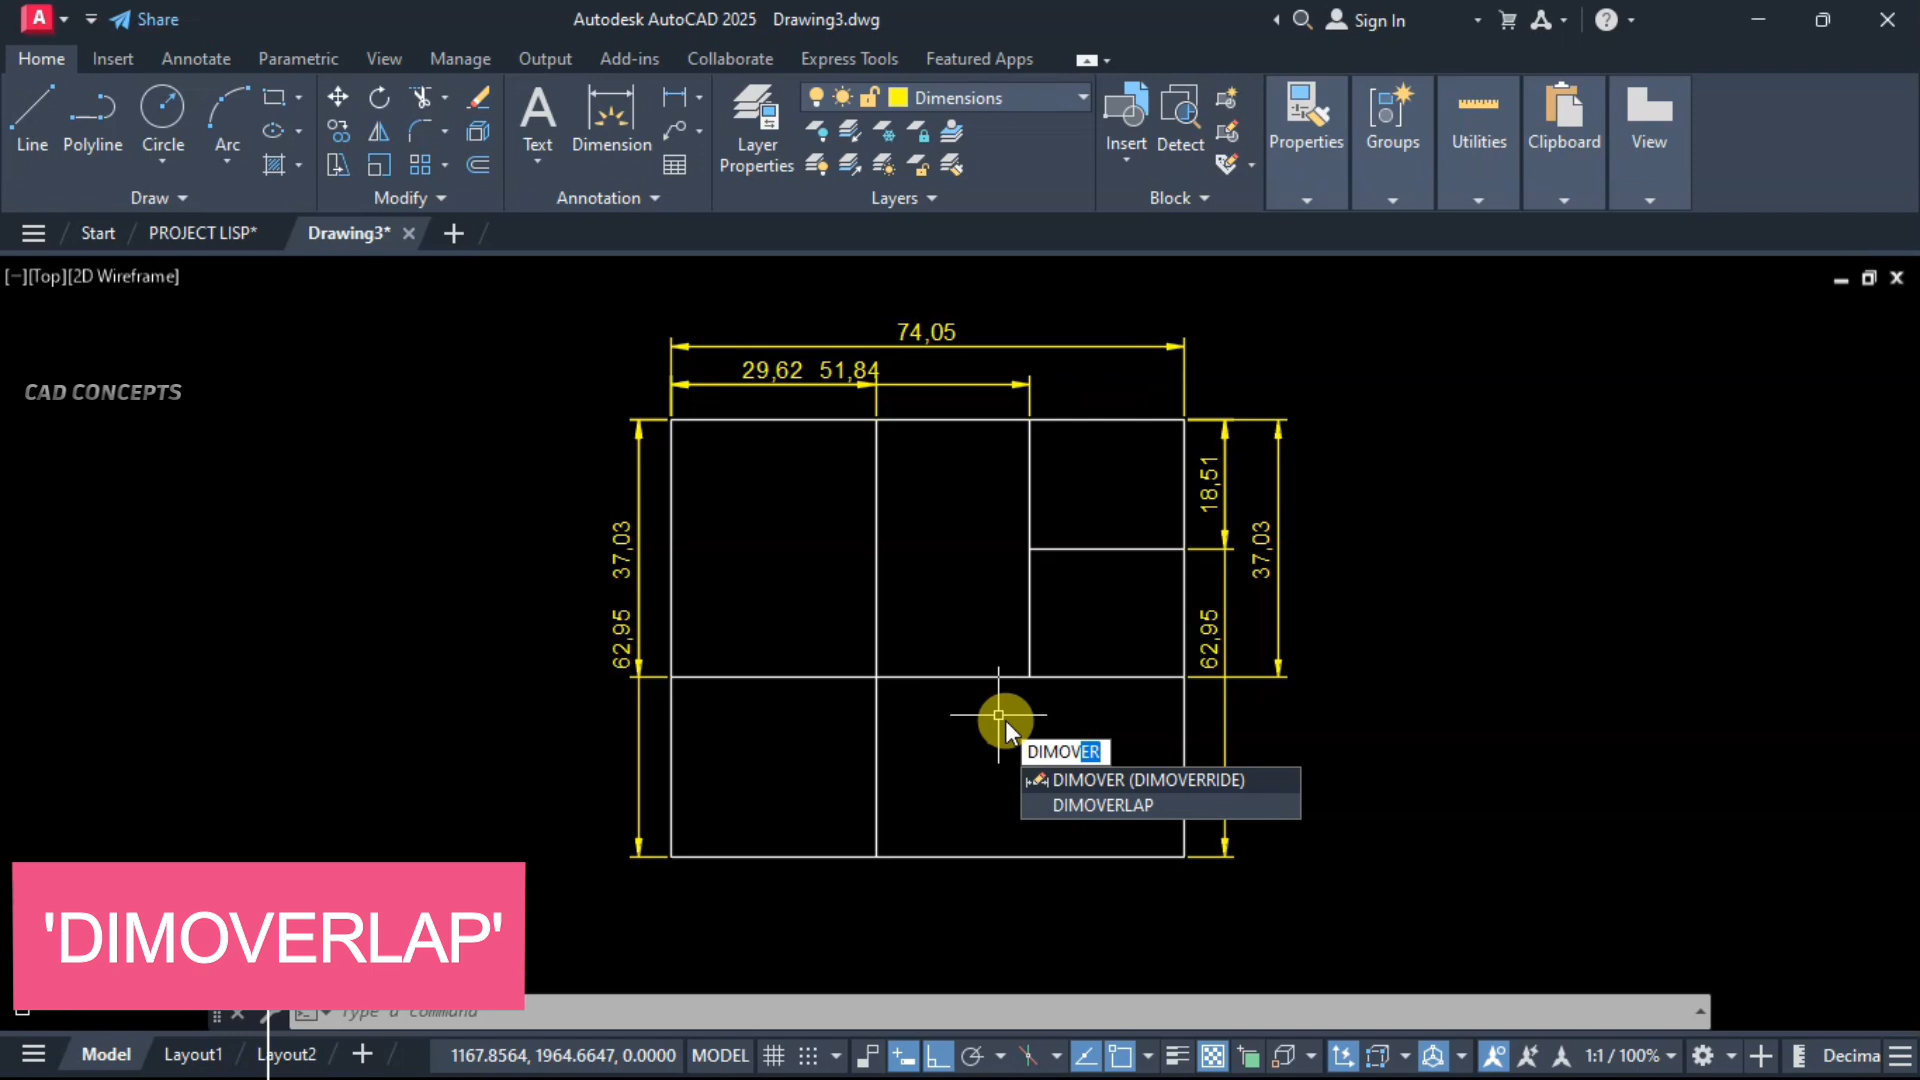 A Share Autodesk AutoCAD 2025 Drawing3.dwg Sign In ?
Home Insert Annotate Parametric View Manage Output Add-ins Collaborate Express Tools Featured Apps
Dimensions
Line Polyline Circle Arc
A
Text Dimension
Layer
Properties
Insert Detect
Properties Groups Utilities Clipboard View
Draw Modify Annotation Layers Block
Start PROJECT LISP* Drawing3*
[−][Top][2D Wireframe]
CAD CONCEPTS
74,05
29,62 51,84
37,03
62,95
18,51
37,03
62,95
DIMOVER
DIMOVER (DIMOVERRIDE)
DIMOVERLAP
'DIMOVERLAP'
Type a command
Model Layout1 Layout2 1167.8564, 1964.6647, 0.0000 MODEL 1:1 / 100% Decima